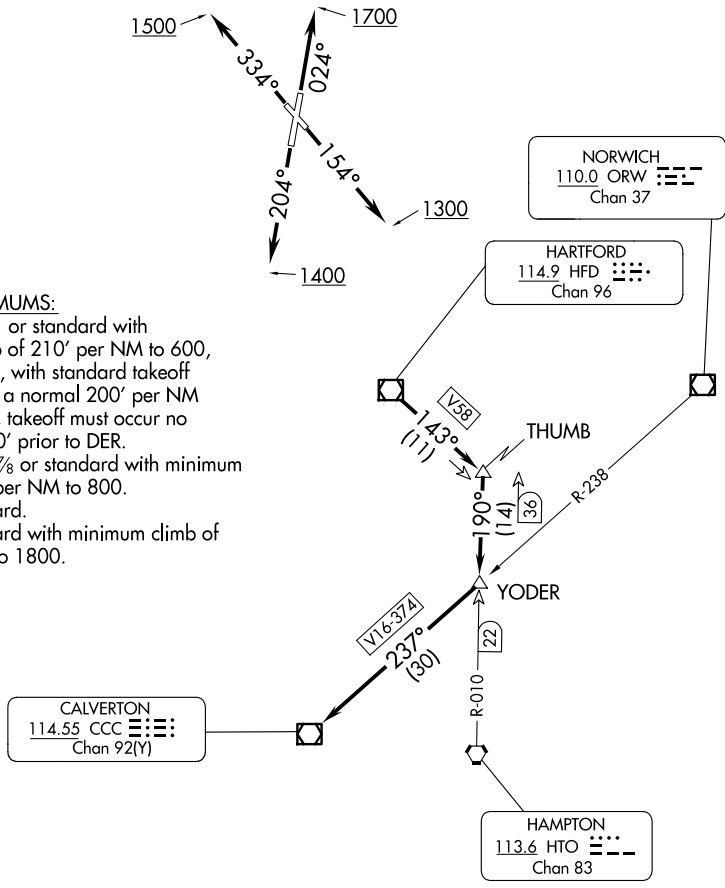 1500
1700
334°
024°
204°
154°
1300
1400
NORWICH
110.0 ORW
Chan 37
HARTFORD
114.9 HFD
Chan 96
MUMS:
or standard with
of 210' per NM to 600,
, with standard takeoff
a normal 200' per NM
takeoff must occur no
0' prior to DER.
⅞ or standard with minimum
per NM to 800.
ard.
ard with minimum climb of
o 1800.
V58
143°
(11)
THUMB
190°
(14)
36
R-238
YODER
V16-374
237°
(30)
22
R-010
CALVERTON
114.55 CCC
Chan 92(Y)
HAMPTON
113.6 HTO
Chan 83